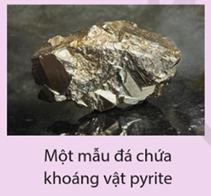 Một mẫu đá chứa
khoáng vật pyrite